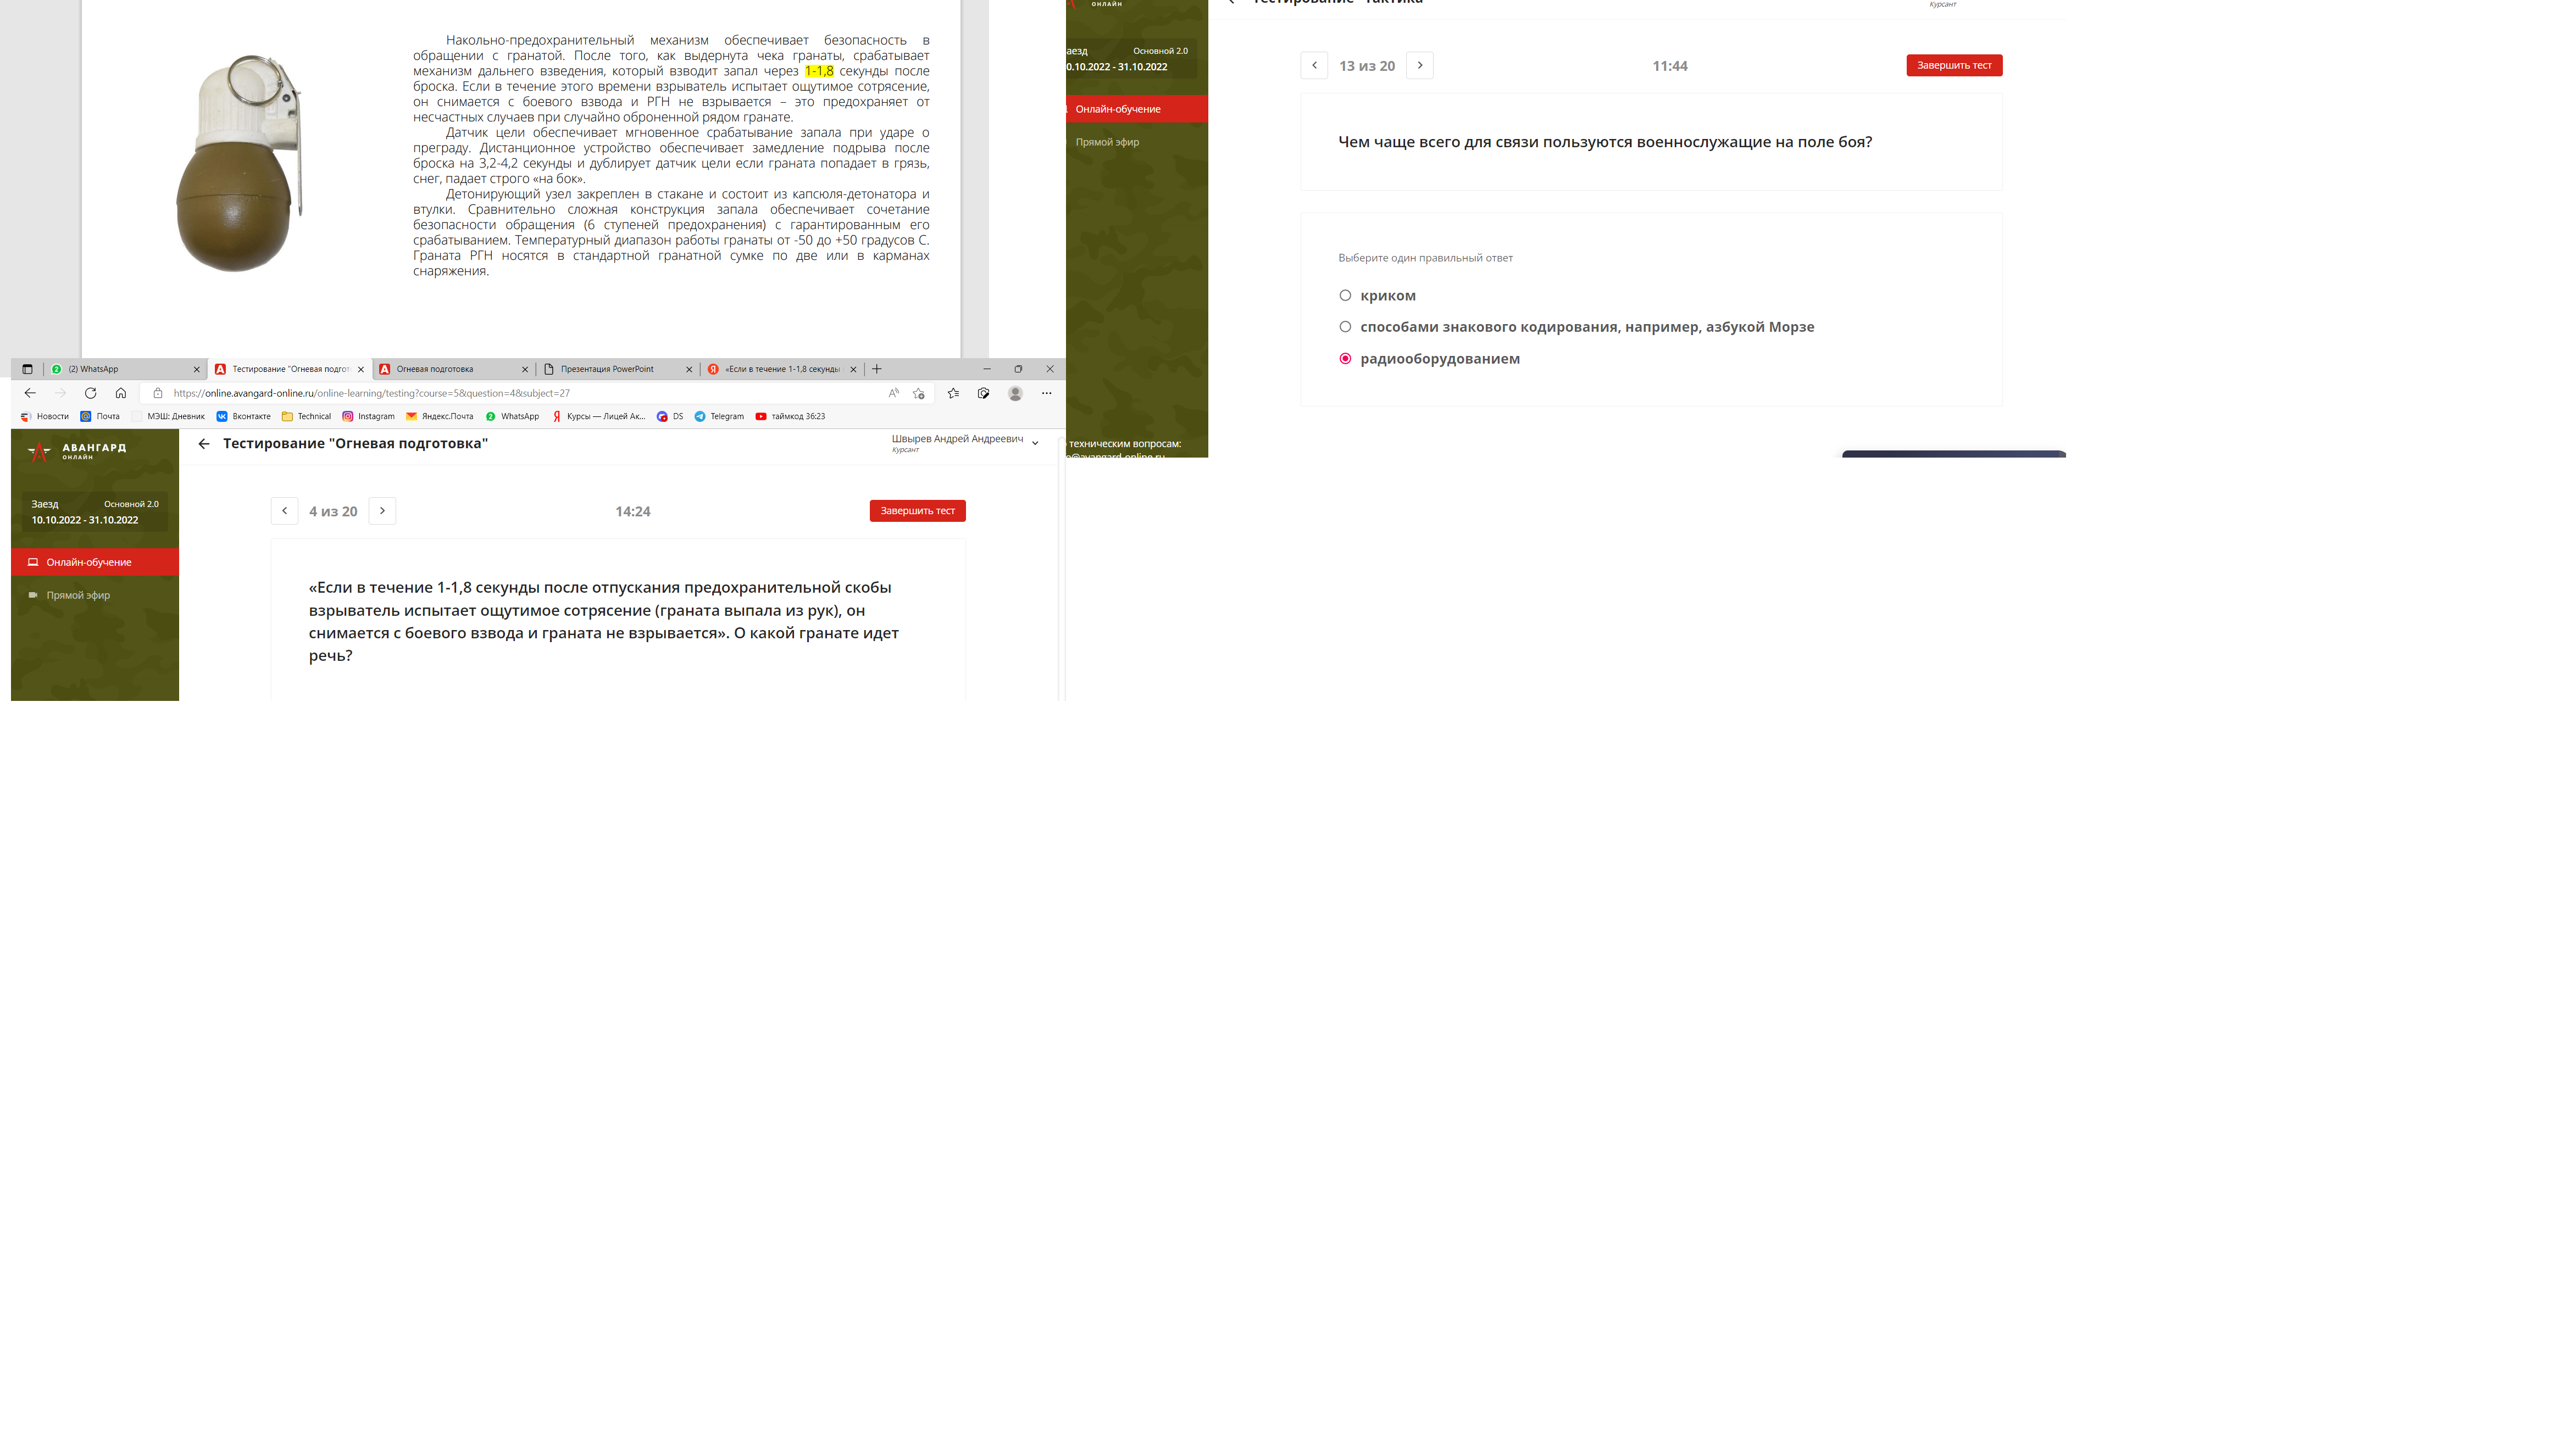 Накольно-предохранительный механизм обеспечивает безопасность в
обращении с гранатой. После того, как выдернута чека гранаты, срабатывает
механизм дальнего взведения, который взводит запал через 1-1,8 секунды после
броска. Если в течение этого времени взрыватель испытает ощутимое сотрясение,
он снимается с боевого взвода и РГН не взрывается – это предохраняет от
несчастных случаев при случайно оброненной рядом гранате.
Датчик цели обеспечивает мгновенное срабатывание запала при ударе о
преграду. Дистанционное устройство обеспечивает замедление подрыва после
броска на 3,2-4,2 секунды и дублирует датчик цели если граната попадает в грязь,
снег, падает строго «на бок».
Детонирующий узел закреплен в стакане и состоит из капсюля-детонатора и
втулки. Сравнительно сложная конструкция запала обеспечивает сочетание
безопасности обращения (6 ступеней предохранения) с гарантированным его
срабатыванием. Температурный диапазон работы гранаты от -50 до +50 градусов С.
Граната РГН носятся в стандартной гранатной сумке по две или в карманах
снаряжения.
(2) WhatsApp
Тестирование "Огневая подгот
Огневая подготовка
Презентация PowerPoint
«Если в течение 1-1,8 секунды
https://online.avangard-online.ru/online-learning/testing?course=5&question=4&subject=27
Новости Почта МЭШ: Дневник Вконтакте Technical Instagram Яндекс.Почта WhatsApp Курсы — Лицей Ак... DS Telegram таймкод 36:23
АВАНГАРД
ОНЛАЙН
Тестирование "Огневая подготовка"
Швырев Андрей Андреевич
Курсант
Заезд Основной 2.0
10.10.2022 - 31.10.2022
Онлайн-обучение
Прямой эфир
4 из 20
14:24
Завершить тест
«Если в течение 1-1,8 секунды после отпускания предохранительной скобы
взрыватель испытает ощутимое сотрясение (граната выпала из рук), он
снимается с боевого взвода и граната не взрывается». О какой гранате идет
речь?
ОНЛАЙН
Курсант
аезд Основной 2.0
0.10.2022 - 31.10.2022
Онлайн-обучение
Прямой эфир
техническим вопросам:
13 из 20
11:44
Завершить тест
Чем чаще всего для связи пользуются военнослужащие на поле боя?
Выберите один правильный ответ
криком
способами знакового кодирования, например, азбукой Морзе
радиооборудованием